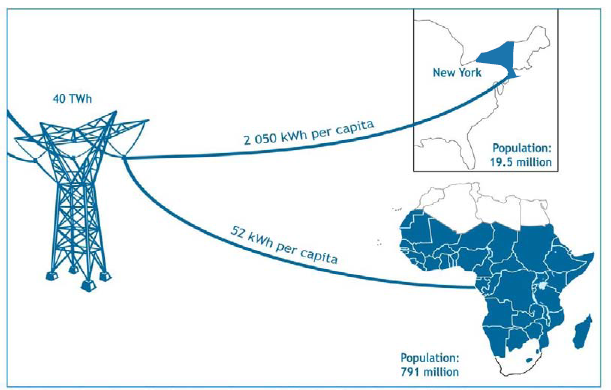 40 TWh
New York
2 050 kWh per capita
Population:
19.5 million
52 kWh per capita
Population:
791 million